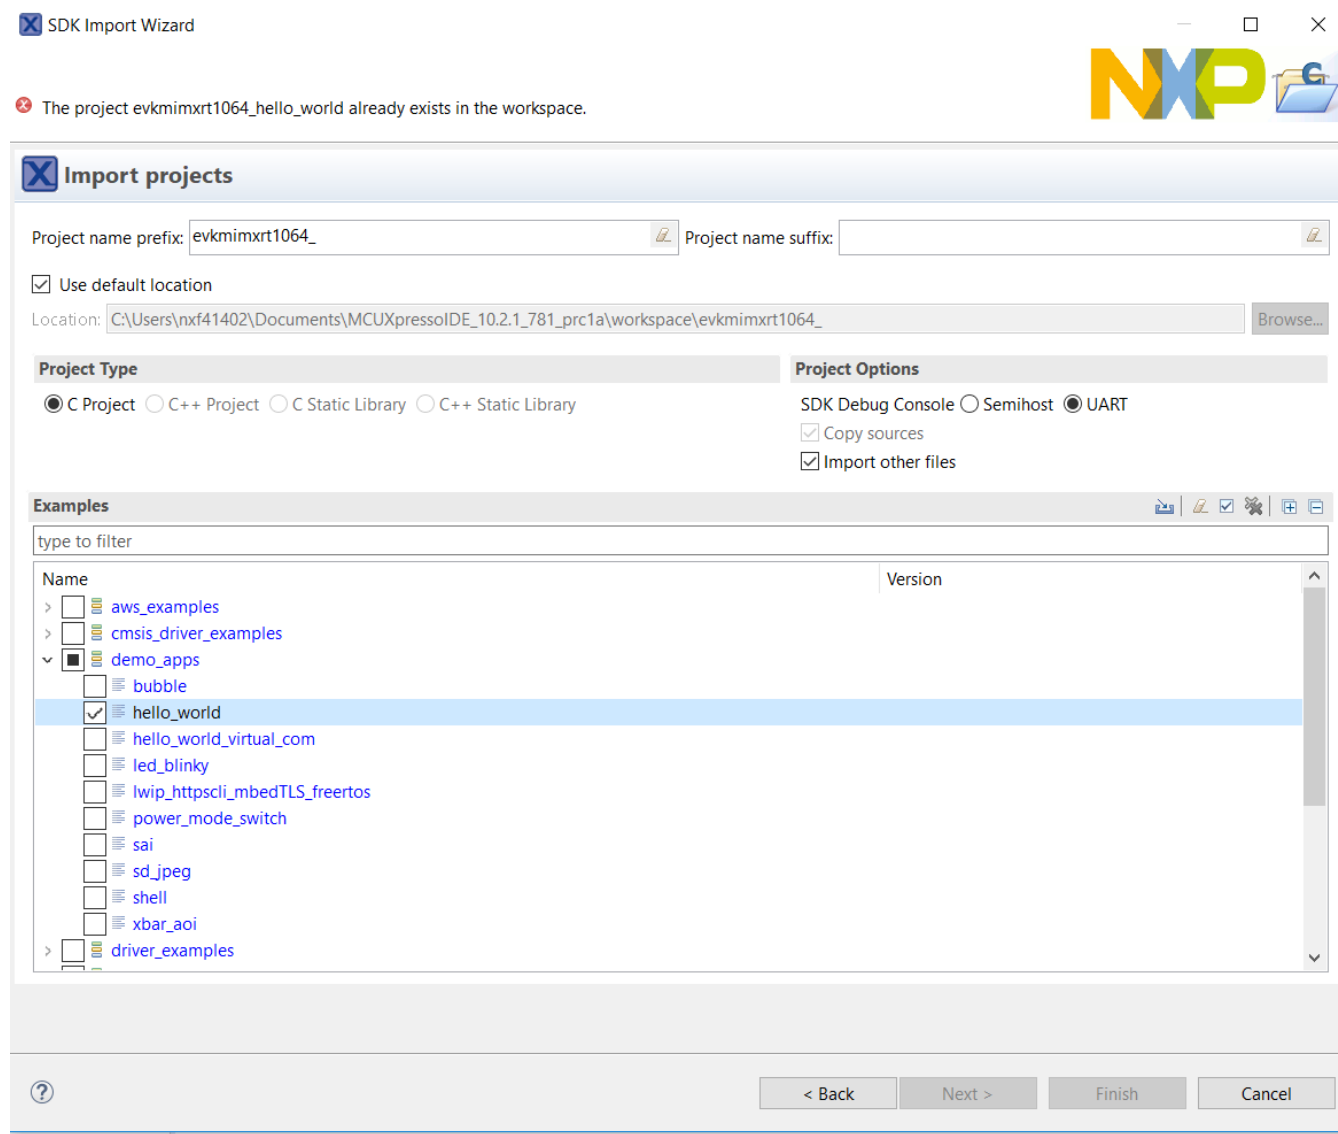 SDK Import Wizard
NXP
The project evkmimxrt1064_hello_world already exists in the workspace.
Import projects
Project name prefix: evkmimxrt1064_ Project name suffix:
Use default location
Location: C:\Users\nxf41402\Documents\MCUXpressoIDE_10.2.1_781_prc1a\workspace\evkmimxrt1064_ Browse...
Project Type Project Options
C Project C++ Project C Static Library C++ Static Library SDK Debug Console Semihost UART
Copy sources
Import other files
Examples
type to filter
Name Version
aws_examples
cmsis_driver_examples
demo_apps
bubble
hello_world
hello_world_virtual_com
led_blinky
lwip_httpscli_mbedTLS_freertos
power_mode_switch
sai
sd_jpeg
shell
xbar_aoi
driver_examples
< Back Next > Finish Cancel